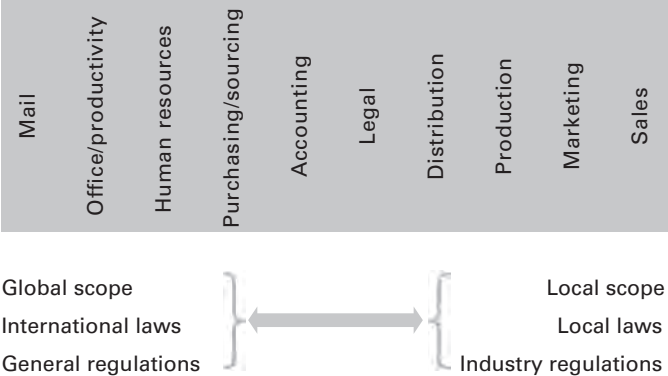 Mail
Office/productivity
Human resources
Purchasing/sourcing
Accounting
Legal
Distribution
Production
Marketing
Sales
Global scope
International laws
General regulations
Local scope
Local laws
Industry regulations